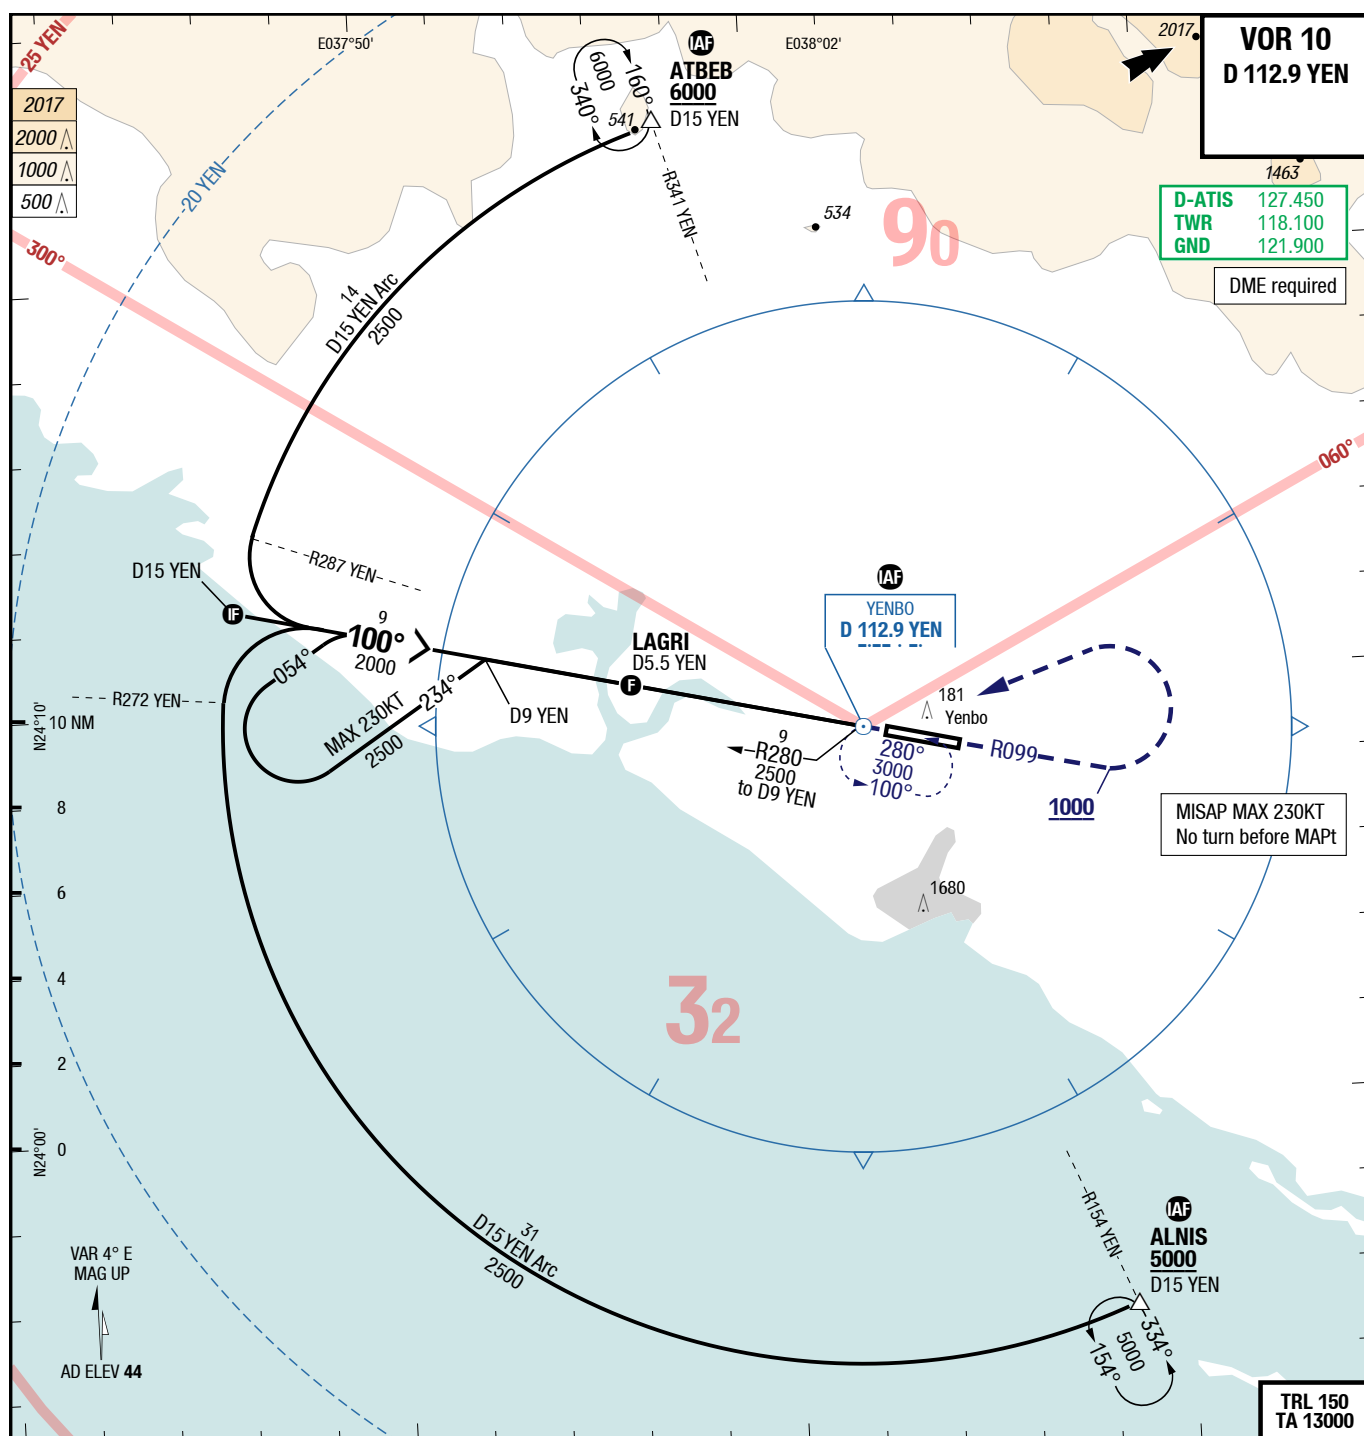 25 YEN
E037°50'
IAF
ATBEB
6000
D15 YEN
6000
160°
340°
541
E038°02'
2017
VOR 10
D 112.9 YEN
2017
2000
1000
500
20 YEN
R341 YEN
534
90
1463
D-ATIS 127.450
TWR 118.100
GND 121.900
DME required
300°
14
D15 YEN Arc
2500
060°
R287 YEN
D15 YEN
IF
9
100°
2000
054°
IAF
YENBO
D 112.9 YEN
LAGRI
D5.5 YEN
F
R272 YEN
234°
MAX 230KT
2500
D9 YEN
181
Yenbo
9
R280
2500
to D9 YEN
280°
3000
100°
R099
1000
N24°10'
10 NM
8
6
4
2
0
N24°00'
MISAP MAX 230KT
No turn before MAPt
1680
32
31
D15 YEN Arc
2500
R154 YEN
IAF
ALNIS
5000
D15 YEN
334°
5000
154°
VAR 4° E
MAG UP
AD ELEV 44
TRL 150
TA 13000